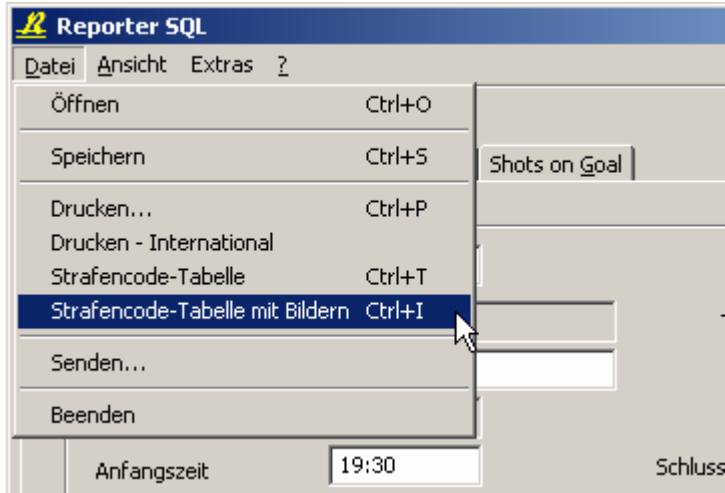 Reporter SQL
Datei Ansicht Extras ?
Öffnen Ctrl+O
Speichern Ctrl+S
Shots on Goal
Drucken... Ctrl+P
Drucken - International
Strafencode-Tabelle Ctrl+T
Strafencode-Tabelle mit Bildern Ctrl+I
Senden...
Beenden
Anfangszeit 19:30 Schluss